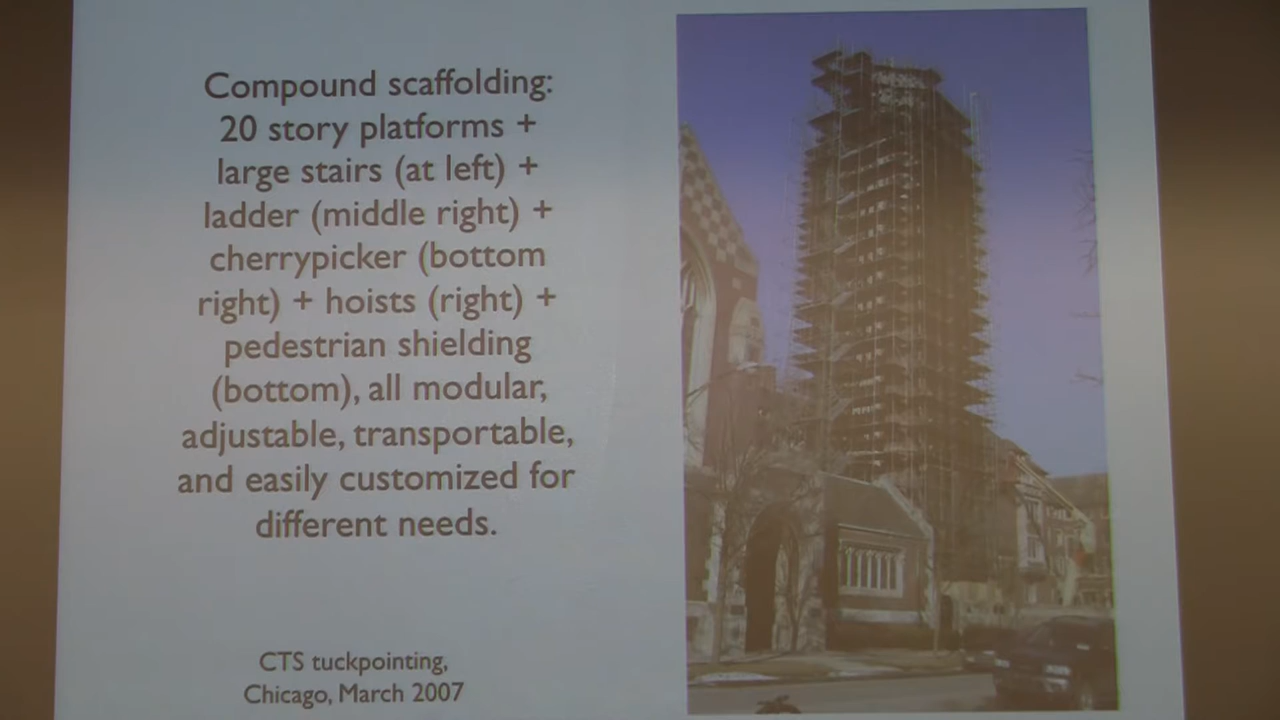 Compound scaffolding:
20 story platforms +
large stairs (at left) +
ladder (middle right) +
cherrypicker (bottom
right) + hoists (right) +
pedestrian shielding
(bottom), all modular,
adjustable, transportable,
and easily customized for
different needs.
CTS tuckpointing,
Chicago, March 2007